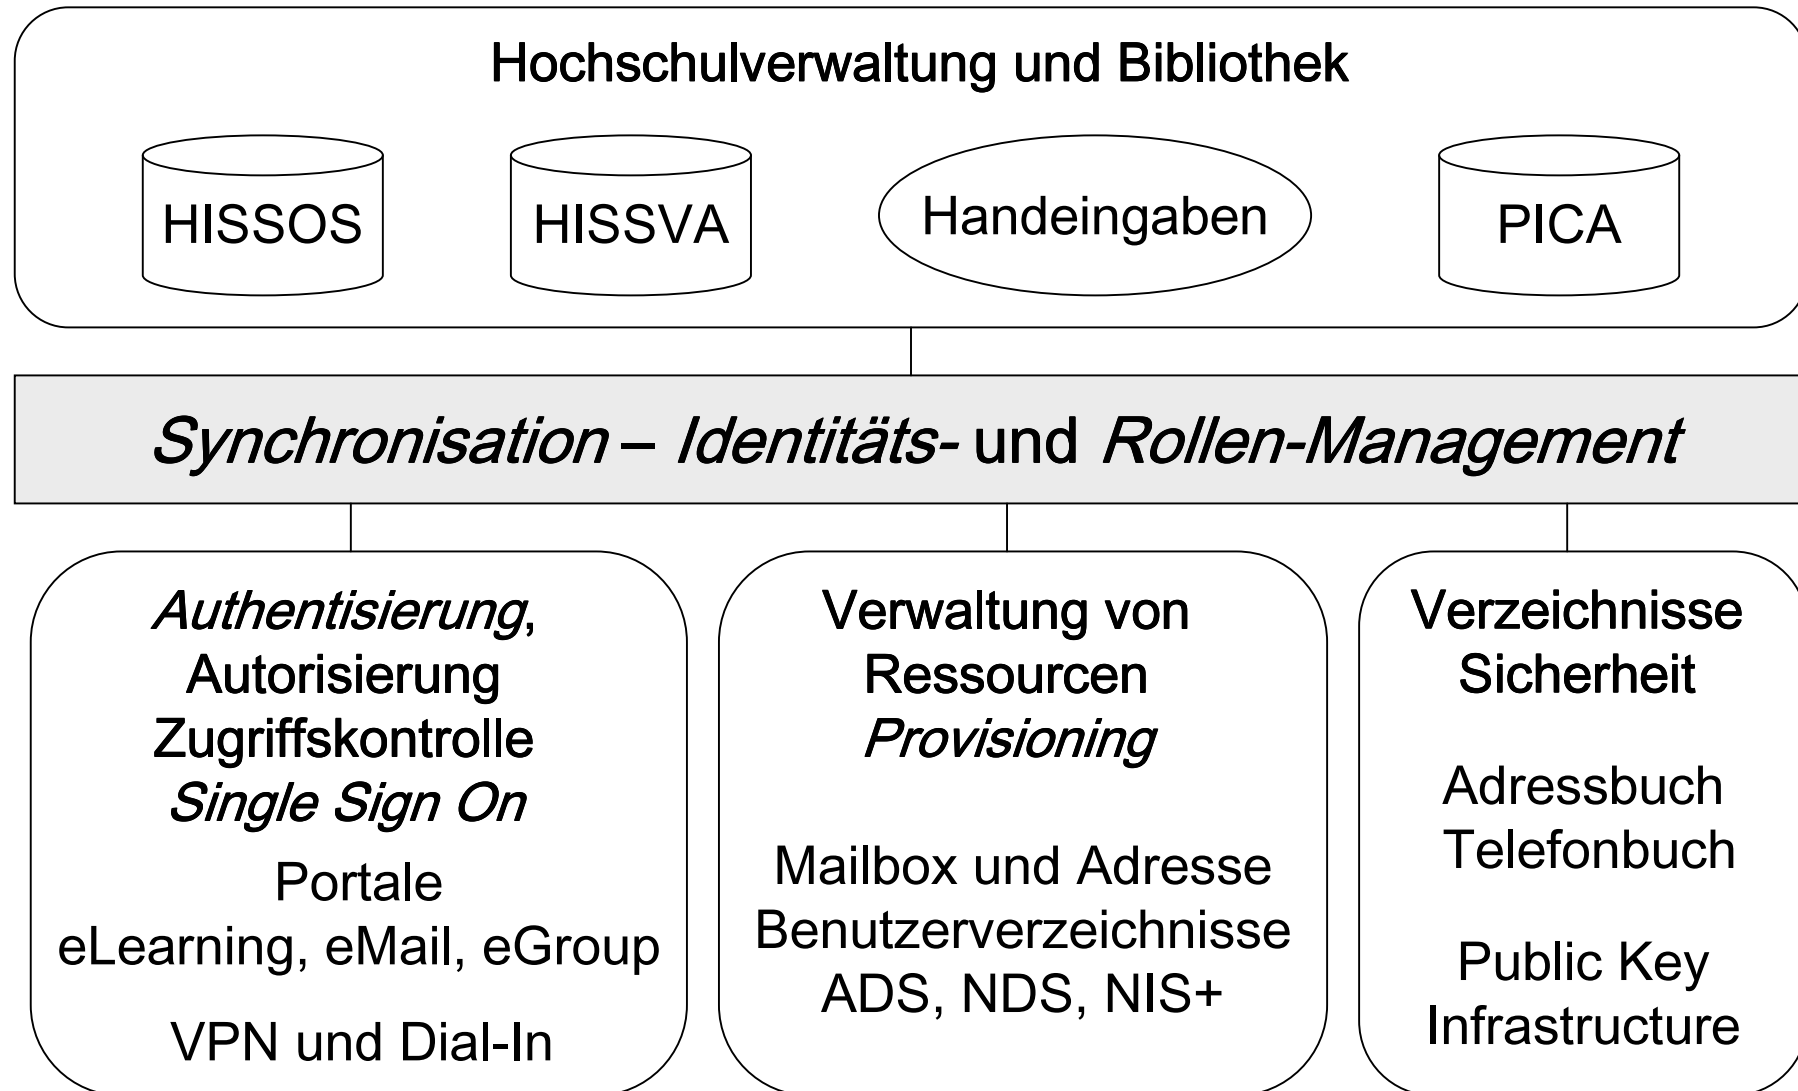 Hochschulverwaltung und Bibliothek
HISSOS
HISSVA
Handeingaben
PICA
Synchronisation – Identitäts- und Rollen-Management
Authentisierung,
Autorisierung
Zugriffskontrolle
Single Sign On
Portale
eLearning, eMail, eGroup
VPN und Dial-In
Verwaltung von
Ressourcen
Provisioning
Mailbox und Adresse
Benutzerverzeichnisse
ADS, NDS, NIS+
Verzeichnisse
Sicherheit
Adressbuch
Telefonbuch
Public Key
Infrastructure